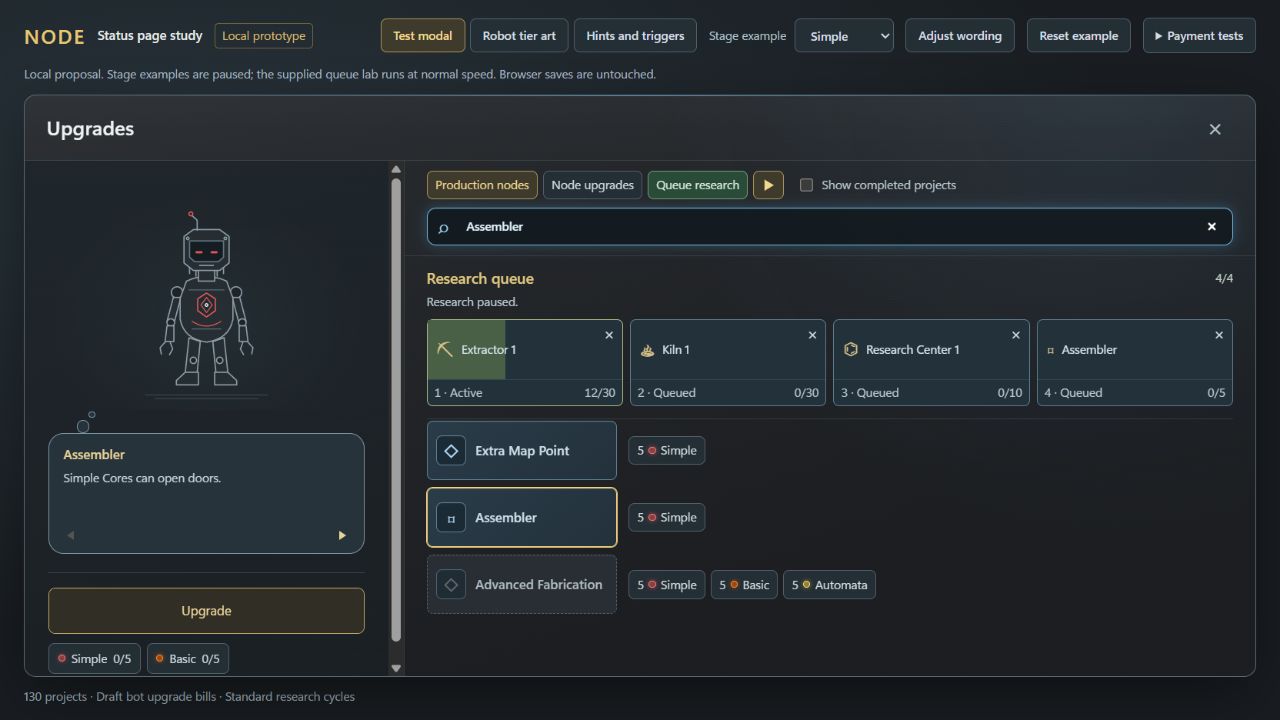 NODE Status page study Local prototype Test modal Robot tier art Hints and triggers Stage example Simple Adjust wording Reset example Payment tests
Local proposal. Stage examples are paused; the supplied queue lab runs at normal speed. Browser saves are untouched.
Upgrades
Production nodes Node upgrades Queue research Show completed projects
Assembler
Research queue 4/4
Research paused.
Extractor 1
1 · Active 12/30
Kiln 1
2 · Queued 0/30
Research Center 1
3 · Queued 0/10
Assembler
4 · Queued 0/5
Extra Map Point 5 Simple
Assembler 5 Simple
Advanced Fabrication 5 Simple 5 Basic 5 Automata
Assembler
Simple Cores can open doors.
Upgrade
Simple 0/5 Basic 0/5
130 projects · Draft bot upgrade bills · Standard research cycles